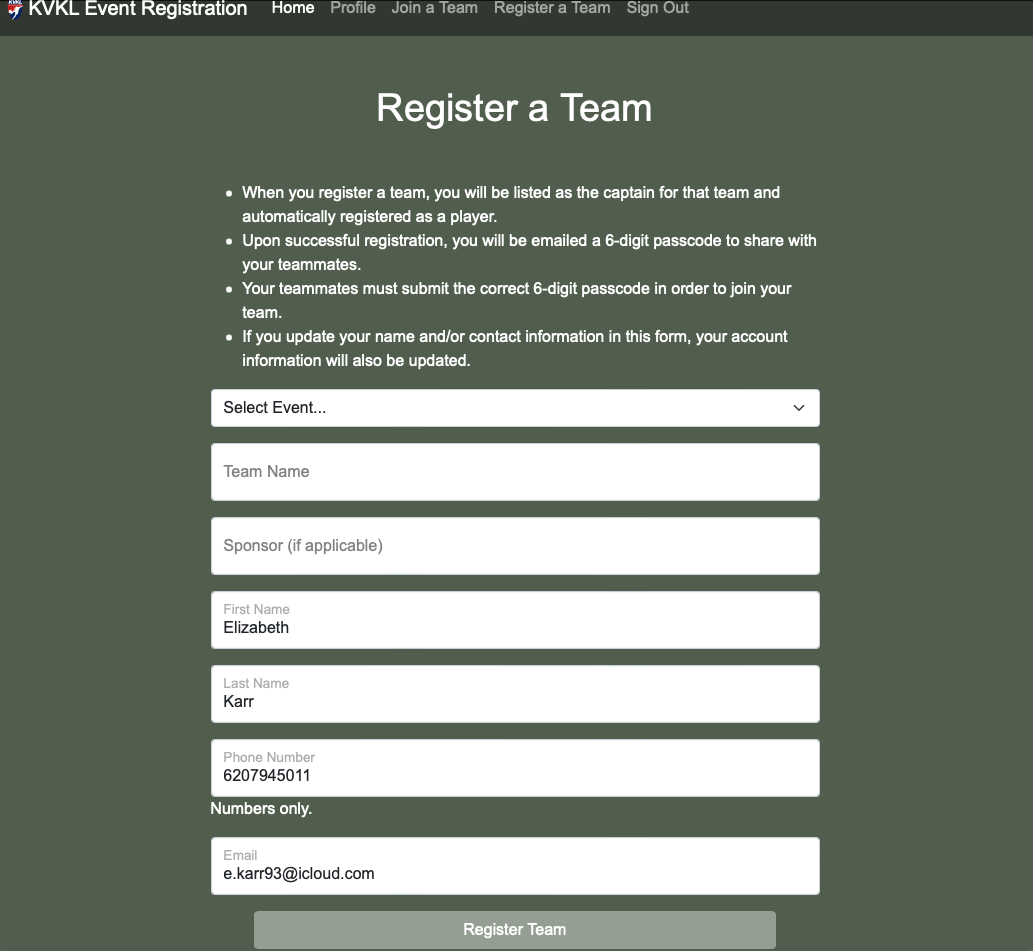 KVKL Event Registration Home Profile Join a Team Register a Team Sign Out
Register a Team
When you register a team, you will be listed as the captain for that team and
automatically registered as a player.
Upon successful registration, you will be emailed a 6-digit passcode to share with
your teammates.
Your teammates must submit the correct 6-digit passcode in order to join your
team.
If you update your name and/or contact information in this form, your account
information will also be updated.
Select Event...
Team Name
Sponsor (if applicable)
First Name
Elizabeth
Last Name
Karr
Phone Number
6207945011
Numbers only.
Email
e.karr93@icloud.com
Register Team